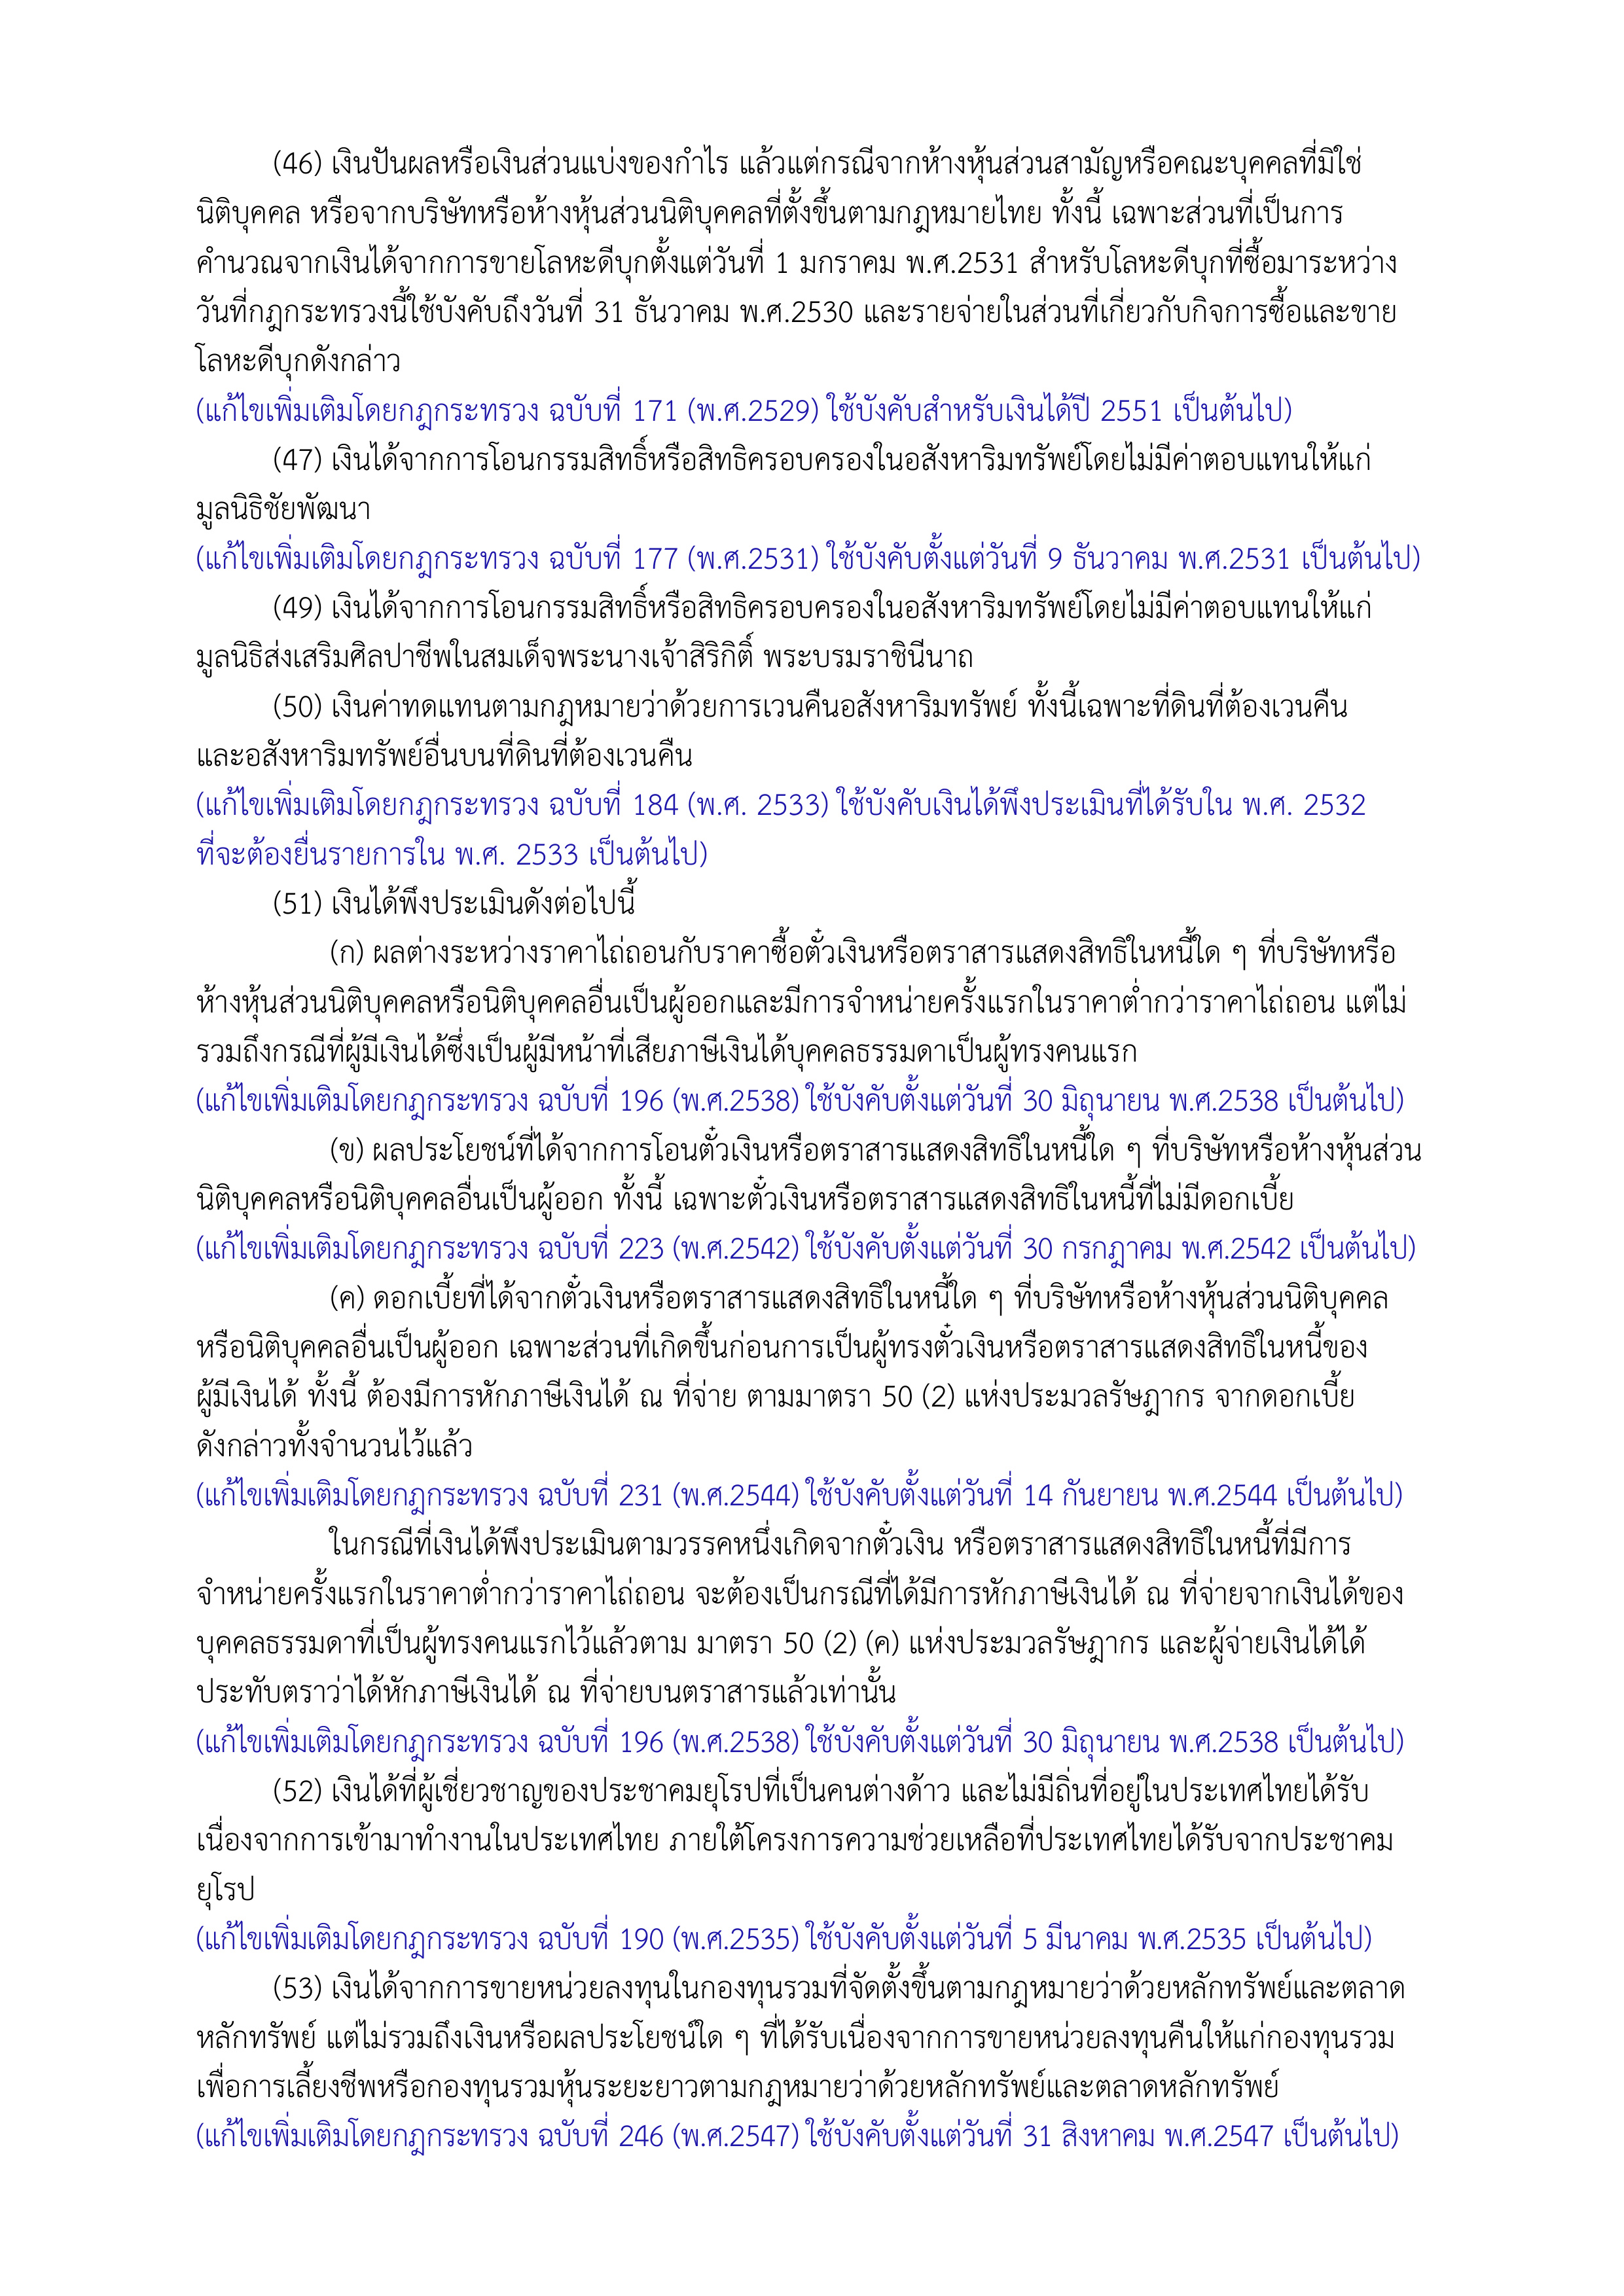 (46) เงินปันผลหรือเงินส่วนแบ่งของกำไร แล้วแต่กรณีจากห้างหุ้นส่วนสามัญหรือคณะบุคคลที่มิใช่
นิติบุคคล หรือจากบริษัทหรือห้างหุ้นส่วนนิติบุคคลที่ตั้งขึ้นตามกฎหมายไทย ทั้งนี้ เฉพาะส่วนที่เป็นการ
คำนวณจากเงินได้จากการขายโลหะดีบุกตั้งแต่วันที่ 1 มกราคม พ.ศ.2531 สำหรับโลหะดีบุกที่ซื้อมาระหว่าง
วันที่กฎกระทรวงนี้ใช้บังคับถึงวันที่ 31 ธันวาคม พ.ศ.2530 และรายจ่ายในส่วนที่เกี่ยวกับกิจการซื้อและขาย
โลหะดีบุกดังกล่าว
(แก้ไขเพิ่มเติมโดยกฎกระทรวง ฉบับที่ 171 (พ.ศ.2529) ใช้บังคับสำหรับเงินได้ปี 2551 เป็นต้นไป)
(47) เงินได้จากการโอนกรรมสิทธิ์หรือสิทธิครอบครองในอสังหาริมทรัพย์โดยไม่มีค่าตอบแทนให้แก่
มูลนิธิชัยพัฒนา
(แก้ไขเพิ่มเติมโดยกฎกระทรวง ฉบับที่ 177 (พ.ศ.2531) ใช้บังคับตั้งแต่วันที่ 9 ธันวาคม พ.ศ.2531 เป็นต้นไป)
(49) เงินได้จากการโอนกรรมสิทธิ์หรือสิทธิครอบครองในอสังหาริมทรัพย์โดยไม่มีค่าตอบแทนให้แก่
มูลนิธิส่งเสริมศิลปาชีพในสมเด็จพระนางเจ้าสิริกิติ์ พระบรมราชินีนาถ
(50) เงินค่าทดแทนตามกฎหมายว่าด้วยการเวนคืนอสังหาริมทรัพย์ ทั้งนี้เฉพาะที่ดินที่ต้องเวนคืน
และอสังหาริมทรัพย์อื่นบนที่ดินที่ต้องเวนคืน
(แก้ไขเพิ่มเติมโดยกฎกระทรวง ฉบับที่ 184 (พ.ศ. 2533) ใช้บังคับเงินได้พึงประเมินที่ได้รับใน พ.ศ. 2532
ที่จะต้องยื่นรายการใน พ.ศ. 2533 เป็นต้นไป)
(51) เงินได้พึงประเมินดังต่อไปนี้
(ก) ผลต่างระหว่างราคาไถ่ถอนกับราคาซื้อตั๋วเงินหรือตราสารแสดงสิทธิในหนี้ใด ๆ ที่บริษัทหรือ
ห้างหุ้นส่วนนิติบุคคลหรือนิติบุคคลอื่นเป็นผู้ออกและมีการจำหน่ายครั้งแรกในราคาต่ำกว่าราคาไถ่ถอน แต่ไม่
รวมถึงกรณีที่ผู้มีเงินได้ซึ่งเป็นผู้มีหน้าที่เสียภาษีเงินได้บุคคลธรรมดาเป็นผู้ทรงคนแรก
(แก้ไขเพิ่มเติมโดยกฎกระทรวง ฉบับที่ 196 (พ.ศ.2538) ใช้บังคับตั้งแต่วันที่ 30 มิถุนายน พ.ศ.2538 เป็นต้นไป)
(ข) ผลประโยชน์ที่ได้จากการโอนตั๋วเงินหรือตราสารแสดงสิทธิในหนี้ใด ๆ ที่บริษัทหรือห้างหุ้นส่วน
นิติบุคคลหรือนิติบุคคลอื่นเป็นผู้ออก ทั้งนี้ เฉพาะตั๋วเงินหรือตราสารแสดงสิทธิในหนี้ที่ไม่มีดอกเบี้ย
(แก้ไขเพิ่มเติมโดยกฎกระทรวง ฉบับที่ 223 (พ.ศ.2542) ใช้บังคับตั้งแต่วันที่ 30 กรกฎาคม พ.ศ.2542 เป็นต้นไป)
(ค) ดอกเบี้ยที่ได้จากตั๋วเงินหรือตราสารแสดงสิทธิในหนี้ใด ๆ ที่บริษัทหรือห้างหุ้นส่วนนิติบุคคล
หรือนิติบุคคลอื่นเป็นผู้ออก เฉพาะส่วนที่เกิดขึ้นก่อนการเป็นผู้ทรงตั๋วเงินหรือตราสารแสดงสิทธิในหนี้ของ
ผู้มีเงินได้ ทั้งนี้ ต้องมีการหักภาษีเงินได้ ณ ที่จ่าย ตามมาตรา 50 (2) แห่งประมวลรัษฎากร จากดอกเบี้ย
ดังกล่าวทั้งจำนวนไว้แล้ว
(แก้ไขเพิ่มเติมโดยกฎกระทรวง ฉบับที่ 231 (พ.ศ.2544) ใช้บังคับตั้งแต่วันที่ 14 กันยายน พ.ศ.2544 เป็นต้นไป)
ในกรณีที่เงินได้พึงประเมินตามวรรคหนึ่งเกิดจากตั๋วเงิน หรือตราสารแสดงสิทธิในหนี้ที่มีการ
จำหน่ายครั้งแรกในราคาต่ำกว่าราคาไถ่ถอน จะต้องเป็นกรณีที่ได้มีการหักภาษีเงินได้ ณ ที่จ่ายจากเงินได้ของ
บุคคลธรรมดาที่เป็นผู้ทรงคนแรกไว้แล้วตาม มาตรา 50 (2) (ค) แห่งประมวลรัษฎากร และผู้จ่ายเงินได้ได้
ประทับตราว่าได้หักภาษีเงินได้ ณ ที่จ่ายบนตราสารแล้วเท่านั้น
(แก้ไขเพิ่มเติมโดยกฎกระทรวง ฉบับที่ 196 (พ.ศ.2538) ใช้บังคับตั้งแต่วันที่ 30 มิถุนายน พ.ศ.2538 เป็นต้นไป)
(52) เงินได้ที่ผู้เชี่ยวชาญของประชาคมยุโรปที่เป็นคนต่างด้าว และไม่มีถิ่นที่อยู่ในประเทศไทยได้รับ
เนื่องจากการเข้ามาทำงานในประเทศไทย ภายใต้โครงการความช่วยเหลือที่ประเทศไทยได้รับจากประชาคม
ยุโรป
(แก้ไขเพิ่มเติมโดยกฎกระทรวง ฉบับที่ 190 (พ.ศ.2535) ใช้บังคับตั้งแต่วันที่ 5 มีนาคม พ.ศ.2535 เป็นต้นไป)
(53) เงินได้จากการขายหน่วยลงทุนในกองทุนรวมที่จัดตั้งขึ้นตามกฎหมายว่าด้วยหลักทรัพย์และตลาด
หลักทรัพย์ แต่ไม่รวมถึงเงินหรือผลประโยชน์ใด ๆ ที่ได้รับเนื่องจากการขายหน่วยลงทุนคืนให้แก่กองทุนรวม
เพื่อการเลี้ยงชีพหรือกองทุนรวมหุ้นระยะยาวตามกฎหมายว่าด้วยหลักทรัพย์และตลาดหลักทรัพย์
(แก้ไขเพิ่มเติมโดยกฎกระทรวง ฉบับที่ 246 (พ.ศ.2547) ใช้บังคับตั้งแต่วันที่ 31 สิงหาคม พ.ศ.2547 เป็นต้นไป)